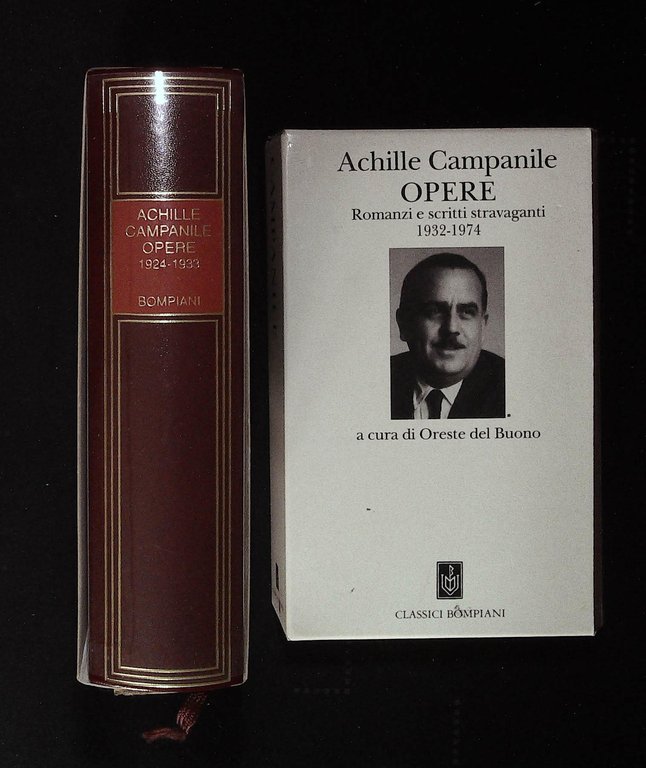 ACHILLE
CAMPANILE
OPERE
1924-1933
BOMPIANI
Achille Campanile
OPERE
Romanzi e scritti stravaganti
1932-1974
a cura di Oreste del Buono
CLASSICI BOMPIANI